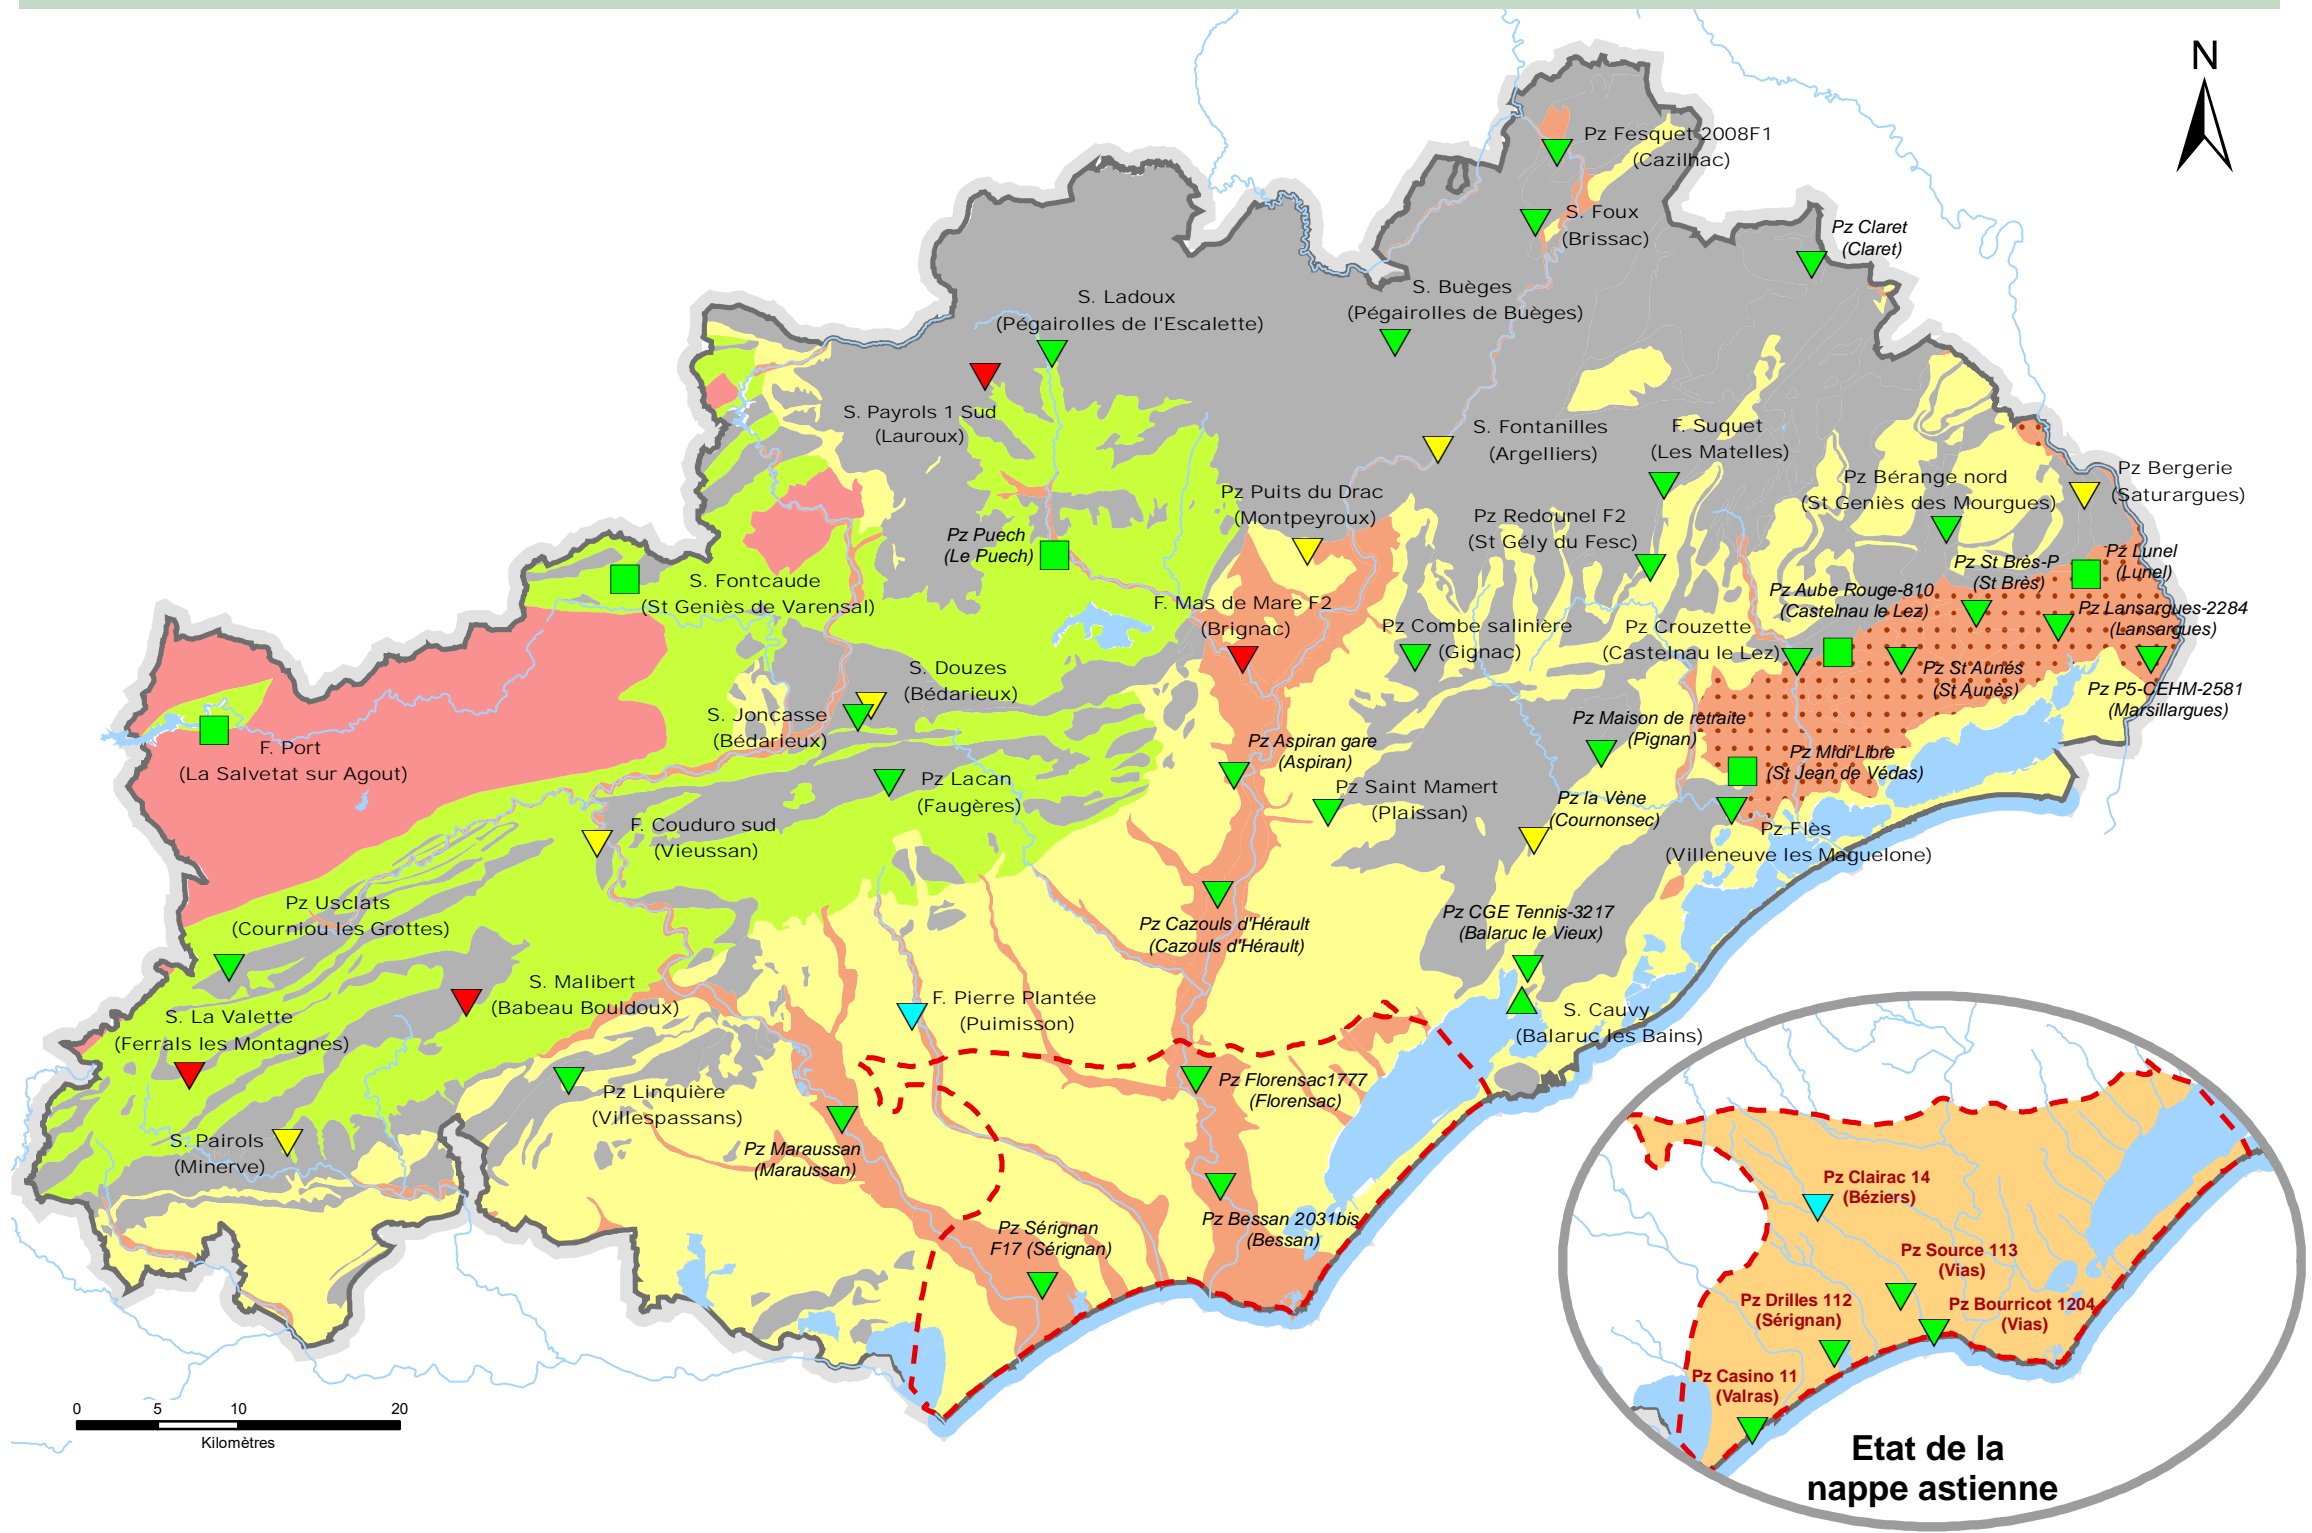 N
Pz Fesquet 2008F1
(Cazilhac)
S. Foux
(Brissac)
Pz Claret
(Claret)
S. Ladoux
(Pégairolles de l'Escalette)
S. Buèges
(Pégairolles de Buèges)
S. Payrols 1 Sud
(Lauroux)
S. Fontanilles
(Argelliers)
F. Suquet
(Les Matelles)
Pz Bérange nord
(St Geniès des Mourgues)
Pz Bergerie
(Saturargues)
Pz Puits du Drac
(Montpeyroux)
Pz Redounel F2
(St Gély du Fesc)
Pz Puech
(Le Puech)
Pz St Brès-P
(St Brès)
Pz Lunel
(Lunel)
S. Fontcaude
(St Geniès de Varensal)
Pz Aube Rouge-810
(Castelnau le Lez)
F. Mas de Mare F2
(Brignac)
Pz Lansargues-2284
(Lansargues)
Pz Combe salinière
(Gignac)
Pz Crouzette
(Castelnau le Lez)
S. Douzes
(Bédarieux)
Pz St Aunés
(St Aunès)
Pz P5-CEHM-2581
(Marsillargues)
S. Joncasse
(Bédarieux)
Pz Maison de retraite
(Pignan)
F. Port
(La Salvetat sur Agout)
Pz Aspiran gare
(Aspiran)
Pz Midi Libre
(St Jean de Védas)
Pz Lacan
(Faugères)
Pz Saint Mamert
(Plaissan)
Pz la Vène
(Cournonsec)
F. Couduro sud
(Vieussan)
Pz Flès
(Villeneuve les Maguelone)
Pz Usclats
(Courniou les Grottes)
Pz Cazouls d'Hérault
(Cazouls d'Hérault)
Pz CGE Tennis-3217
(Balaruc le Vieux)
S. Malibert
(Babeau Bouldoux)
F. Pierre Plantée
(Puimisson)
S. La Valette
(Ferrals les Montagnes)
S. Cauvy
(Balaruc les Bains)
Pz Linquière
(Villespassans)
Pz Florensac1777
(Florensac)
S. Pairols
(Minerve)
Pz Maraussan
(Maraussan)
Pz Sérignan
F17 (Sérignan)
Pz Bessan 2031bis
(Bessan)
Pz Clairac 14
(Béziers)
Pz Source 113
(Vias)
Pz Drilles 112
(Sérignan)
Pz Bourricot 1204
(Vias)
Pz Casino 11
(Valras)
0 5 10 20
Kilomètres
Etat de la
nappe astienne